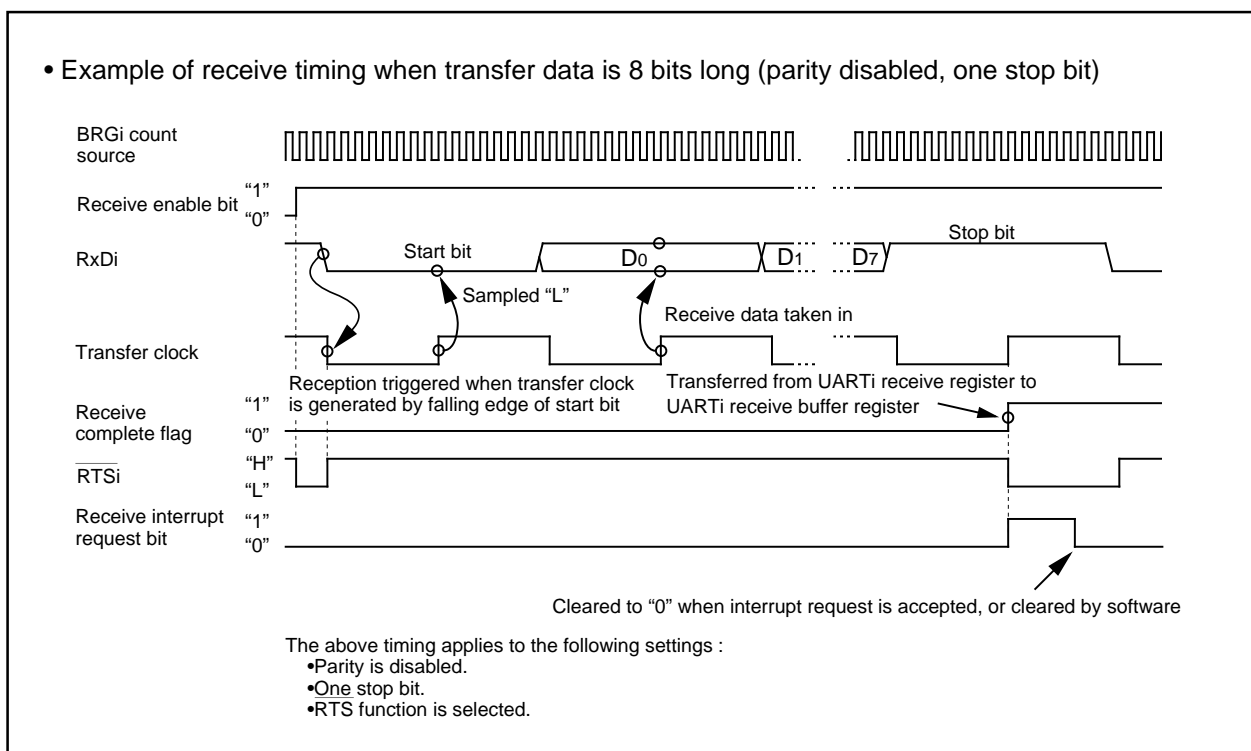 • Example of receive timing when transfer data is 8 bits long (parity disabled, one stop bit)
BRGi count
source
Receive enable bit
“1”
“0”
RxDi
Start bit
D0
D1
D7
Stop bit
Sampled “L”
Receive data taken in
Transfer clock
Reception triggered when transfer clock
is generated by falling edge of start bit
Transferred from UARTi receive register to
UARTi receive buffer register
Receive
complete flag
“1”
“0”
RTSi
“H”
“L”
Receive interrupt
request bit
“1”
“0”
Cleared to “0” when interrupt request is accepted, or cleared by software
The above timing applies to the following settings :
•Parity is disabled.
•One stop bit.
•RTS function is selected.